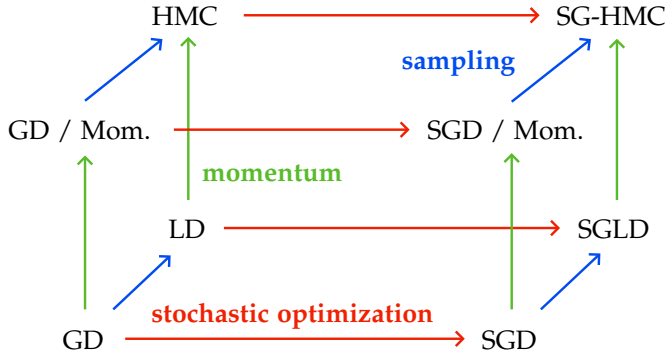 HMC SG-HMC
sampling
GD / Mom. SGD / Mom.
momentum
LD SGLD
stochastic optimization
GD SGD